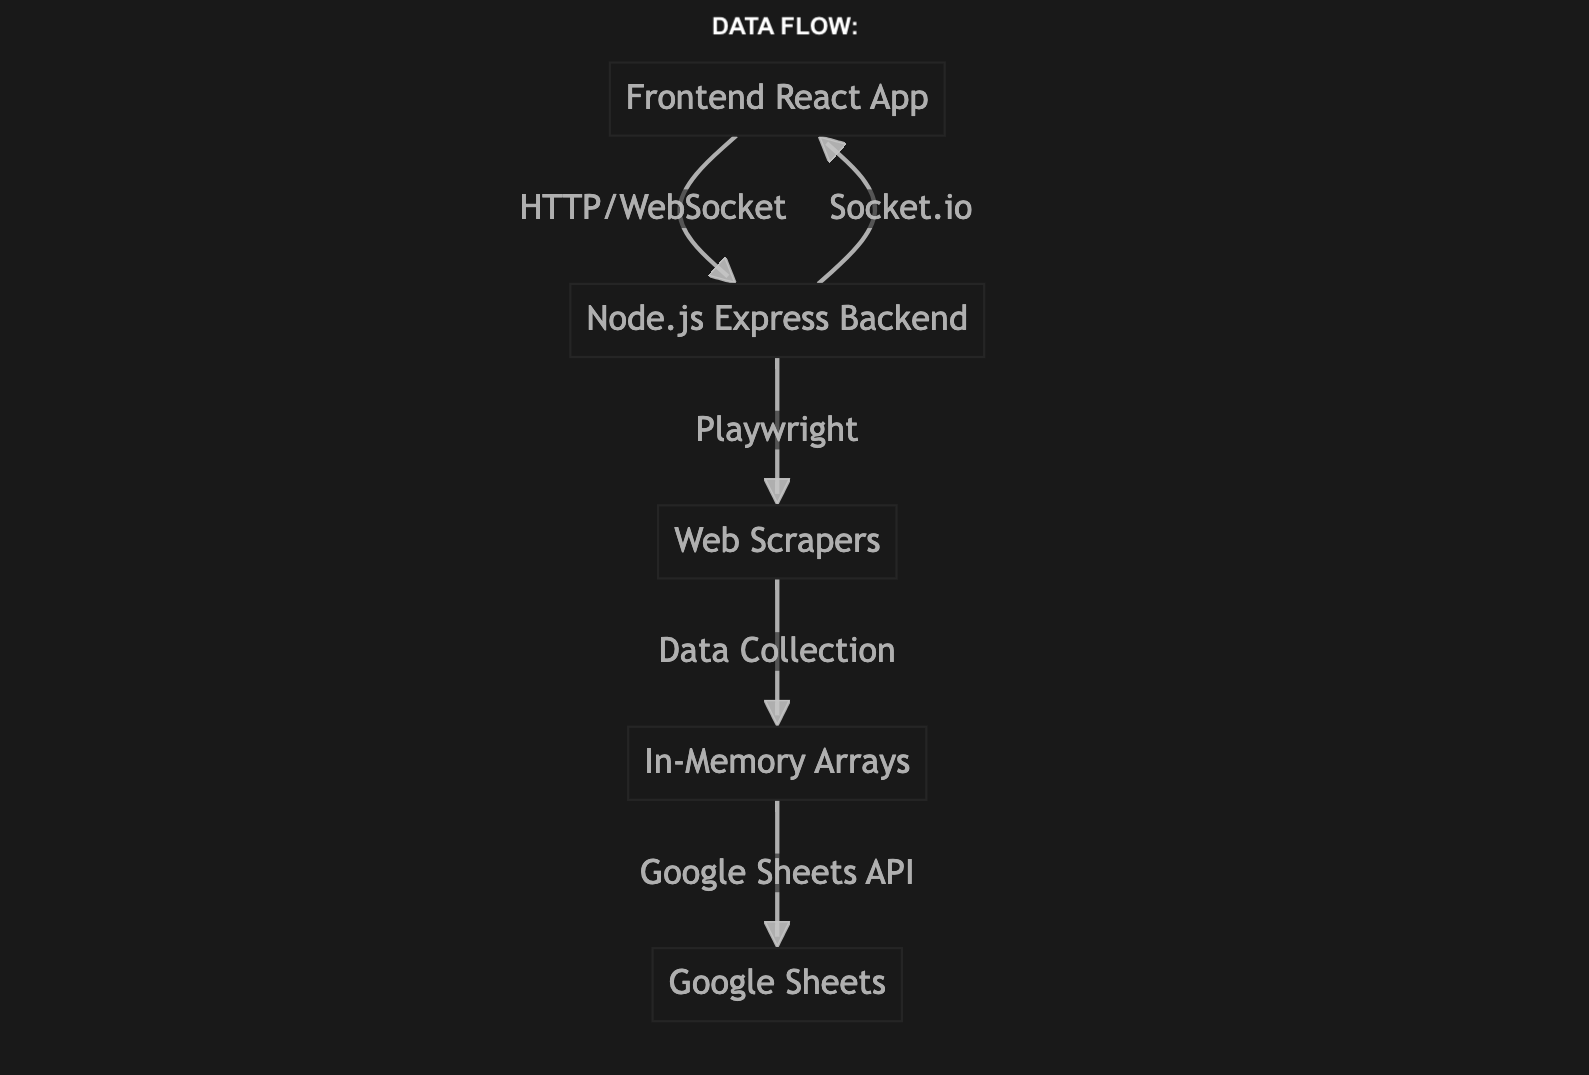 DATA FLOW:
Frontend React App
HTTP/WebSocket
Socket.io
Node.js Express Backend
Playwright
Web Scrapers
Data Collection
In-Memory Arrays
Google Sheets API
Google Sheets